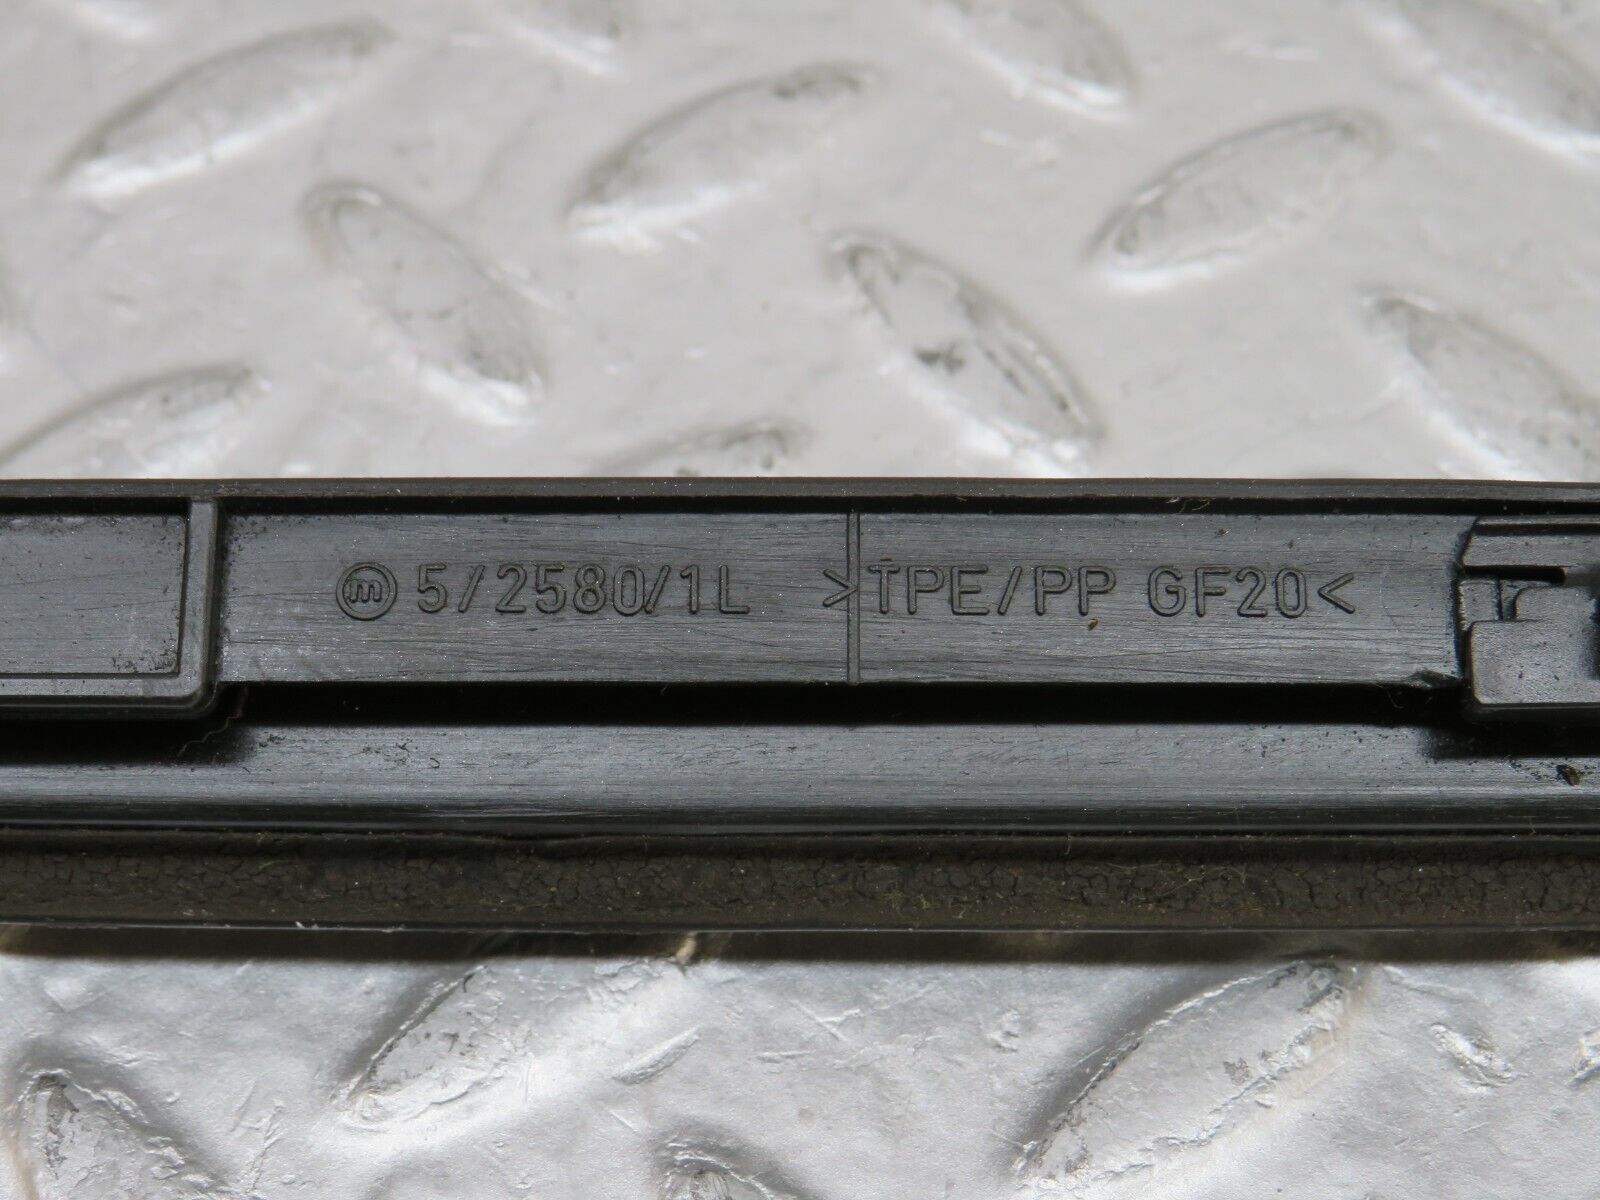 ⓜ 5/2580/1L >TPE/PP GF20<